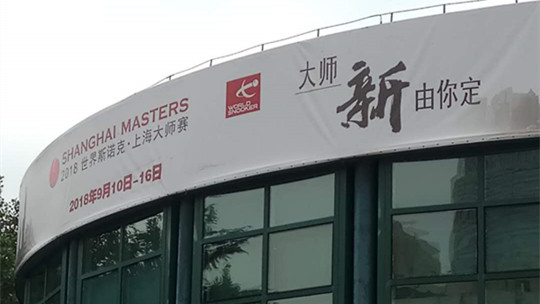 SHANGHAI MASTERS
2018 世界斯诺克·上海大师赛
2018年9月10日-16日
WORLD
SNOOKER
大师
新
由你定